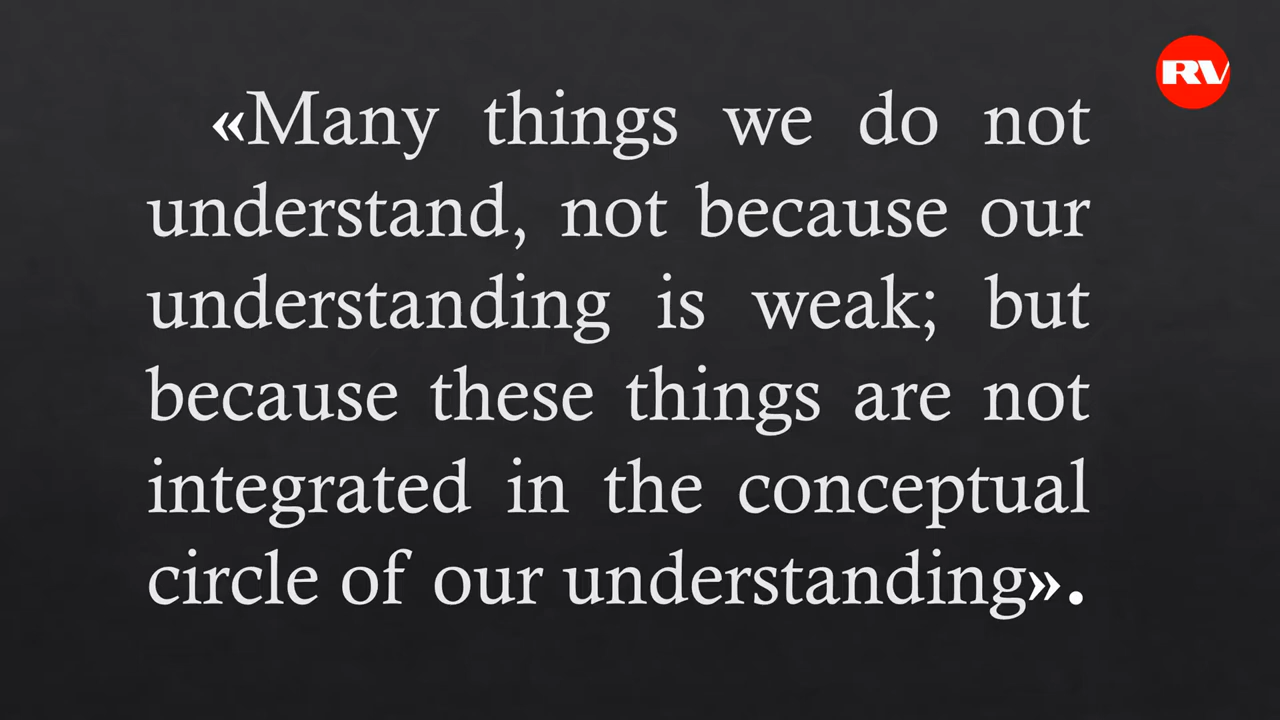 RV
«Many things we do not
understand, not because our
understanding is weak; but
because these things are not
integrated in the conceptual
circle of our understanding».